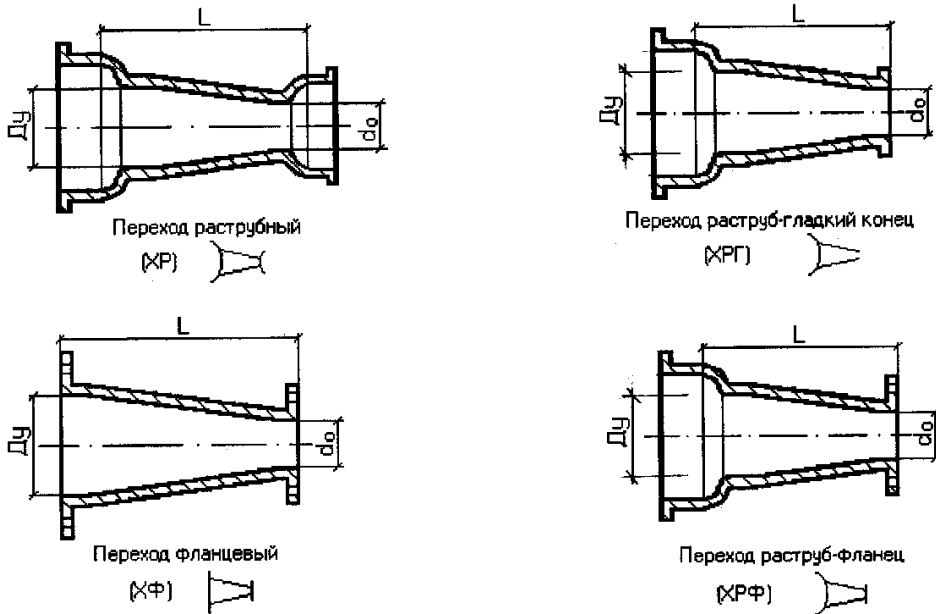 L
Ду
dо
Переход раструбный
(ХР)
L
Ду
dо
Переход раструб-гладкий конец
(ХРГ)
L
Ду
dо
Переход фланцевый
(ХФ)
L
Ду
dо
Переход раструб-фланец
(ХРФ)